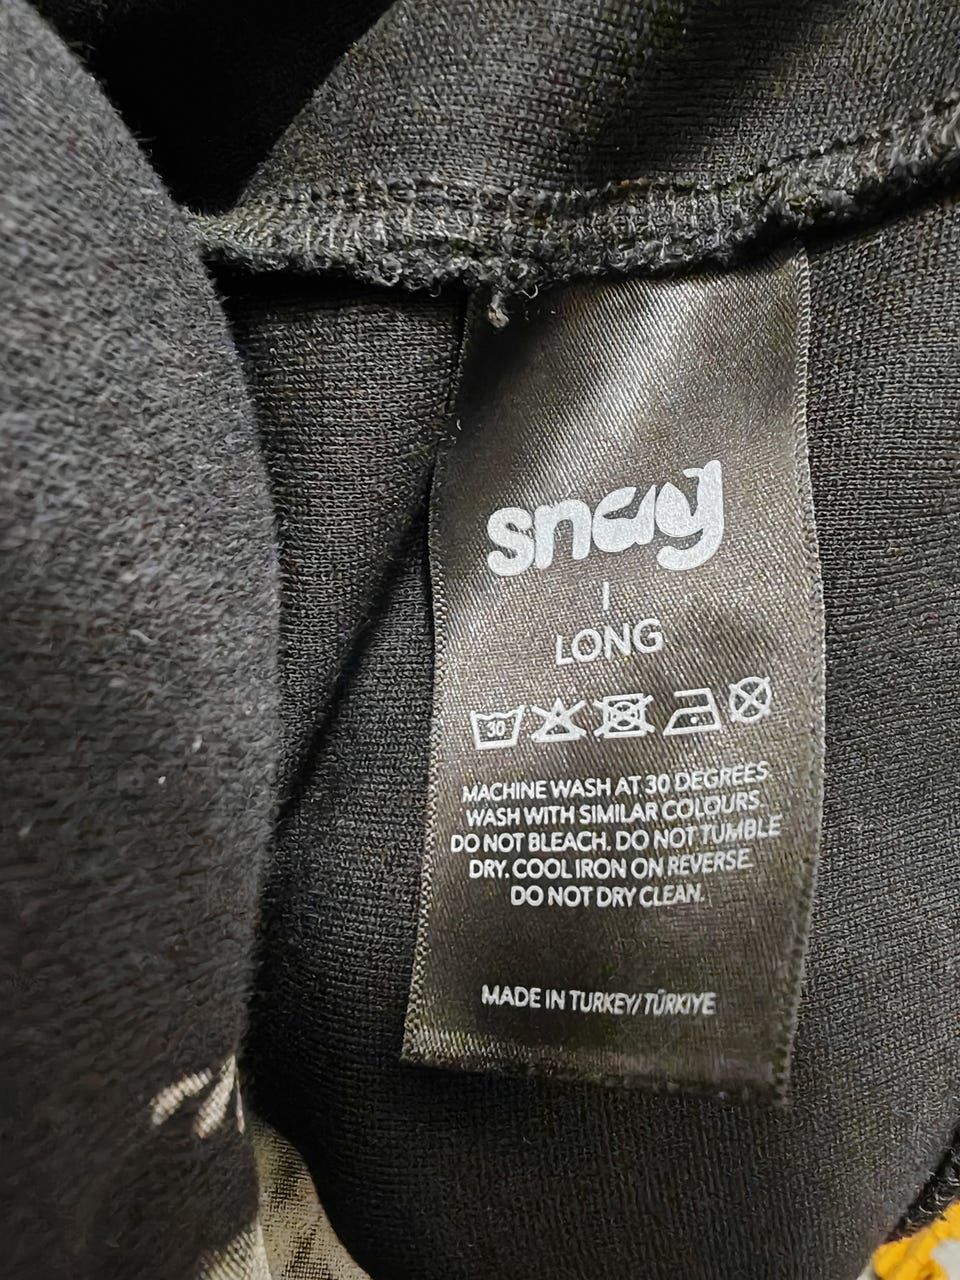 snag
I
LONG
30
MACHINE WASH AT 30 DEGREES.
WASH WITH SIMILAR COLOURS.
DO NOT BLEACH. DO NOT TUMBLE
DRY. COOL IRON ON REVERSE.
DO NOT DRY CLEAN.
MADE IN TURKEY/TÜRKIYE